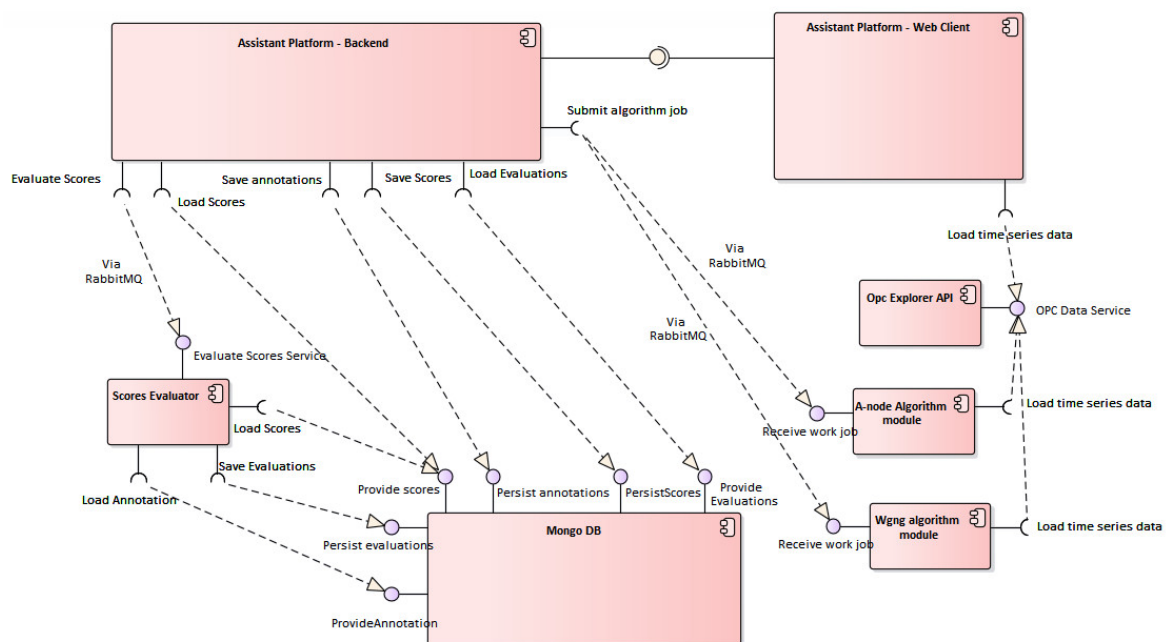 Assistant Platform - Backend
Assistant Platform - Web Client
Submit algorithm job
Evaluate Scores
Load Scores
Save annotations
Save Scores
Load Evaluations
Load time series data
Via
RabbitMQ
Via
RabbitMQ
Via
RabbitMQ
Opc Explorer API
OPC Data Service
Evaluate Scores Service
Scores Evaluator
Load Scores
A-node Algorithm
module
Load time series data
Receive work job
Save Evaluations
Load Annotation
Provide scores
Persist annotations
PersistScores
Provide
Evaluations
Wgng algorithm
module
Load time series data
Receive work job
Mongo DB
Persist evaluations
ProvideAnnotation